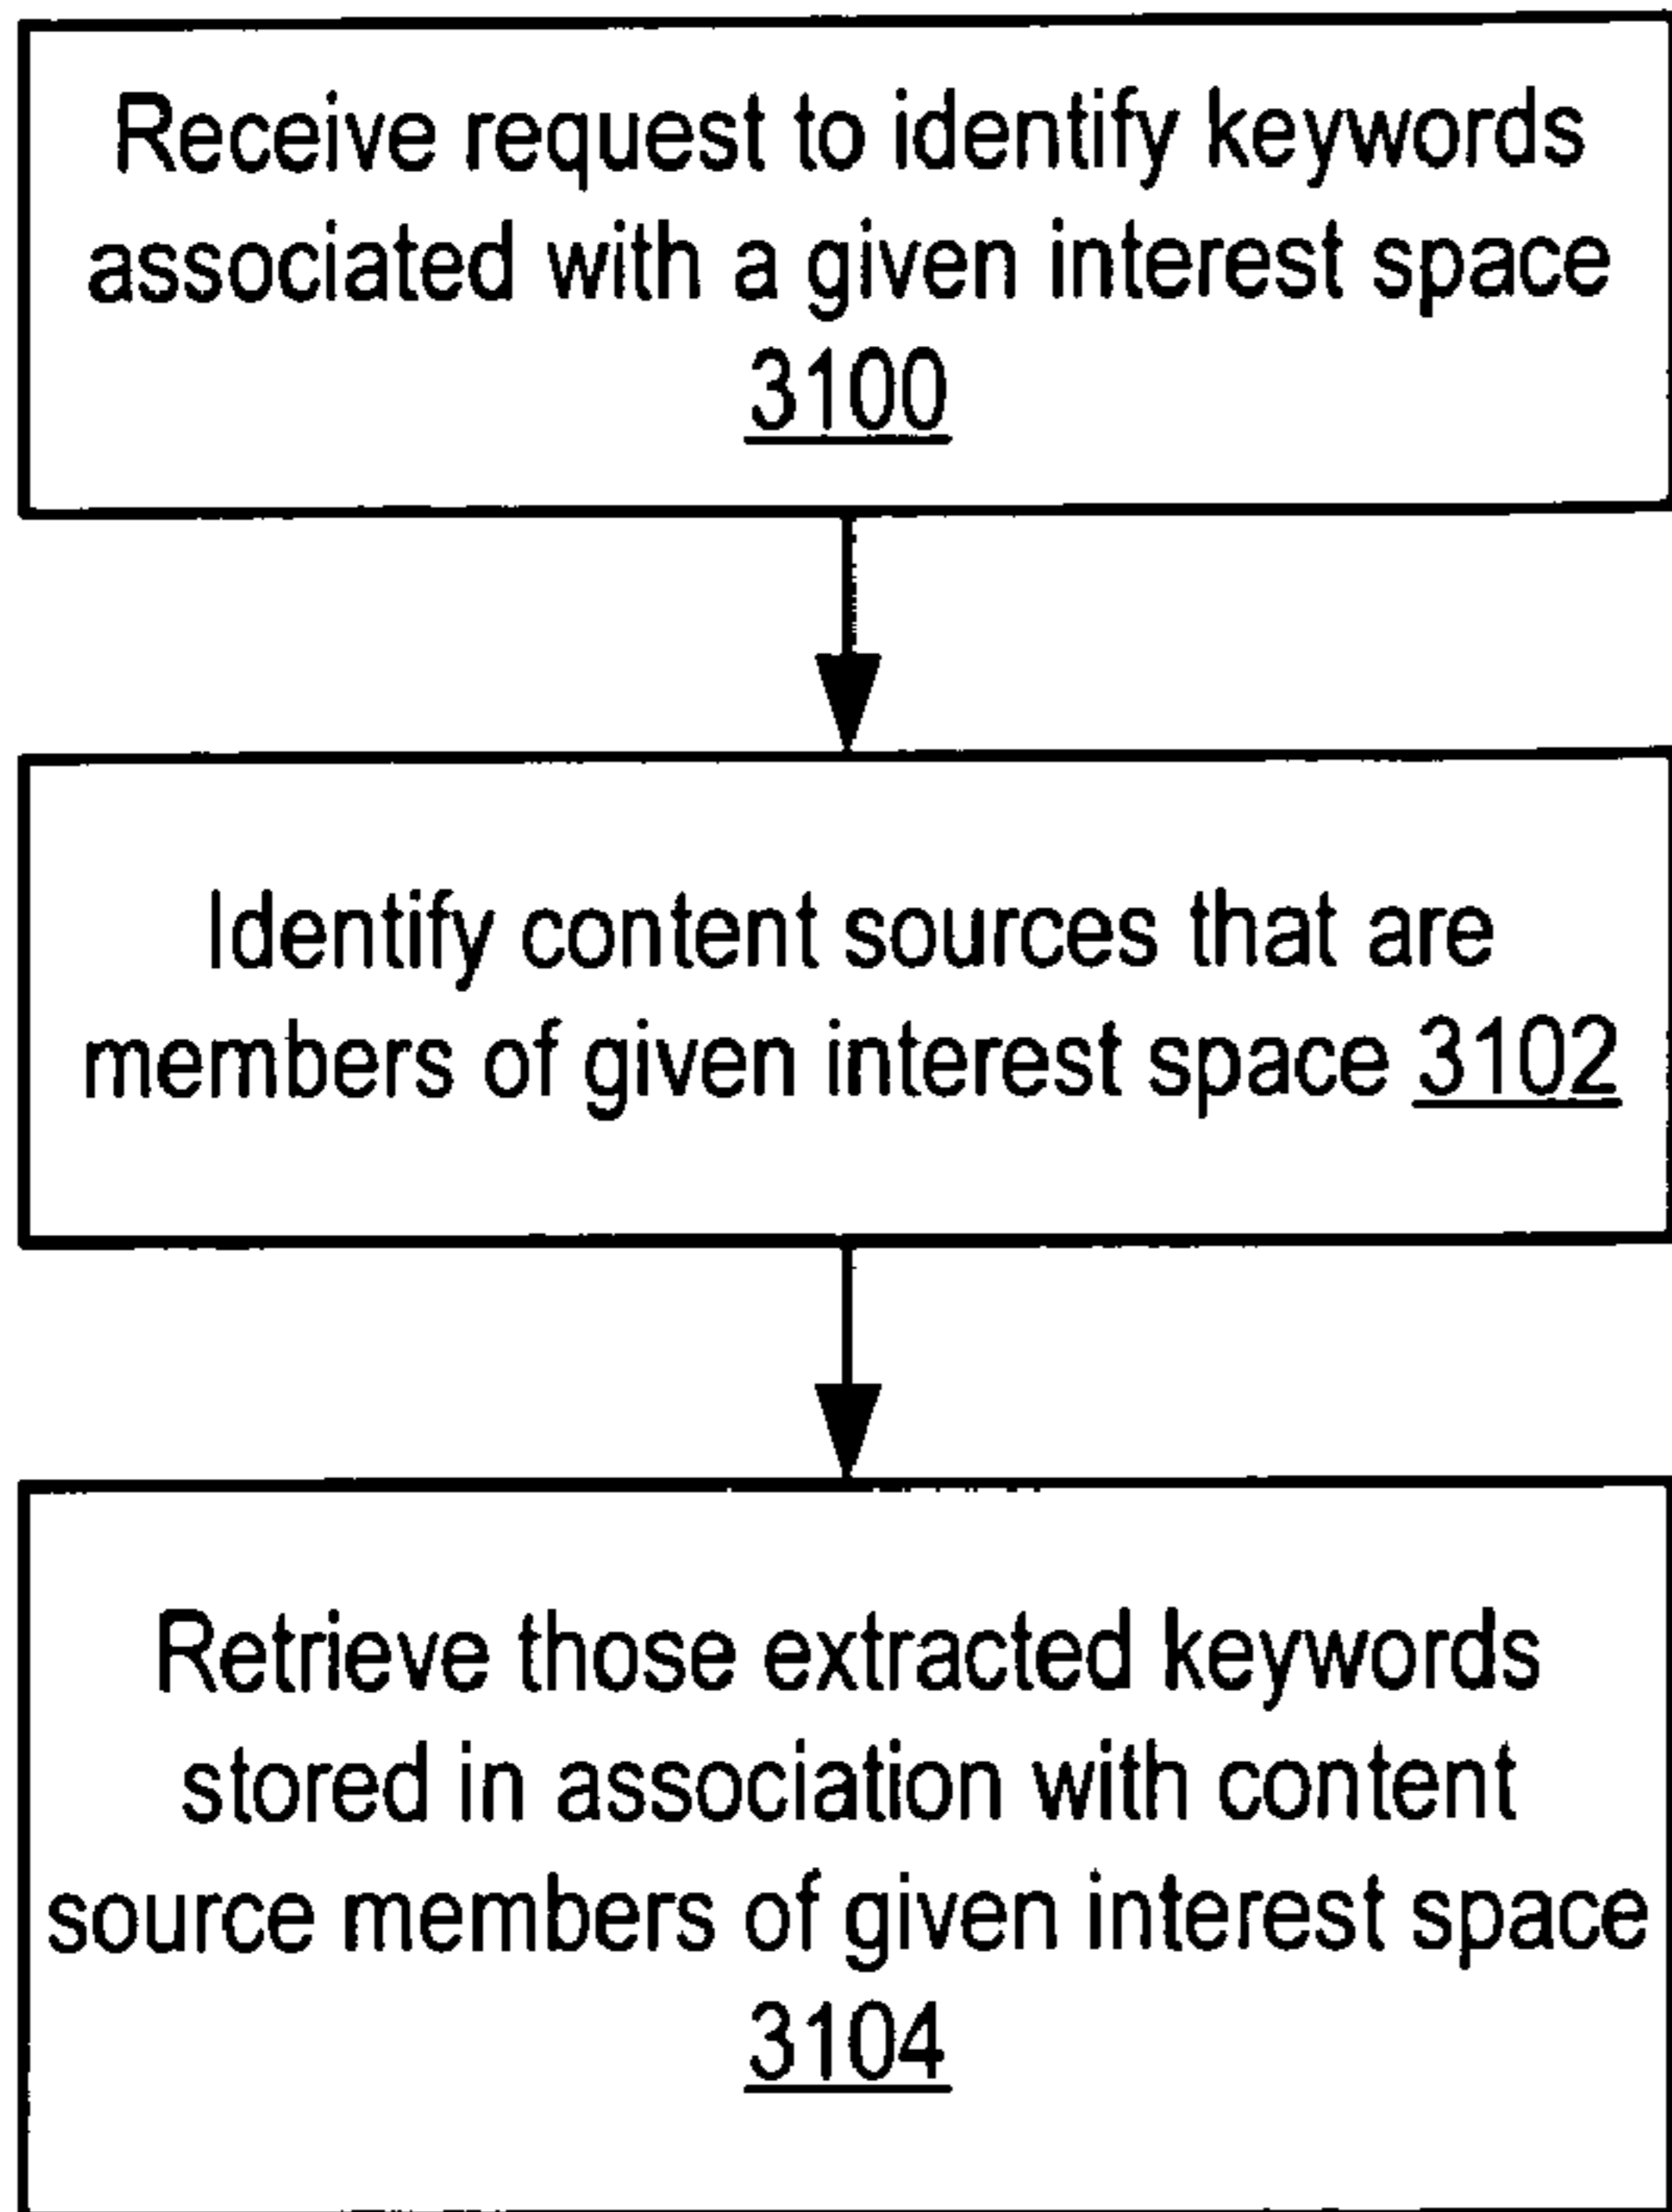 Receive request to identify keywords
associated with a given interest space
3100
Identify content sources that are
members of given interest space 3102
Retrieve those extracted keywords
stored in association with content
source members of given interest space
3104